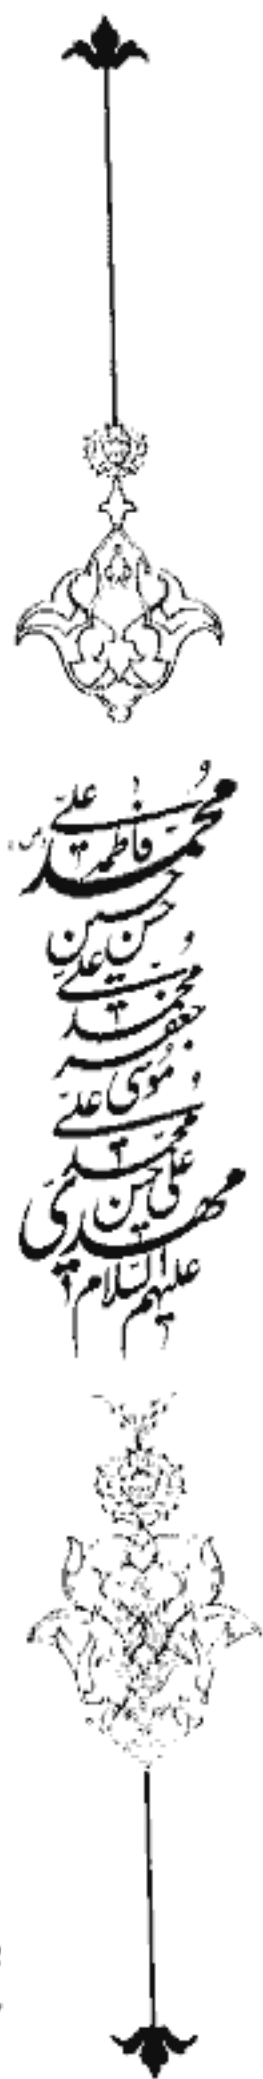 محمد (ص) علی فاطمه
حسن حسین
علی
محمد
جعفر
موسی علی
محمد
علی حسن
مهدی
علیهم السلام